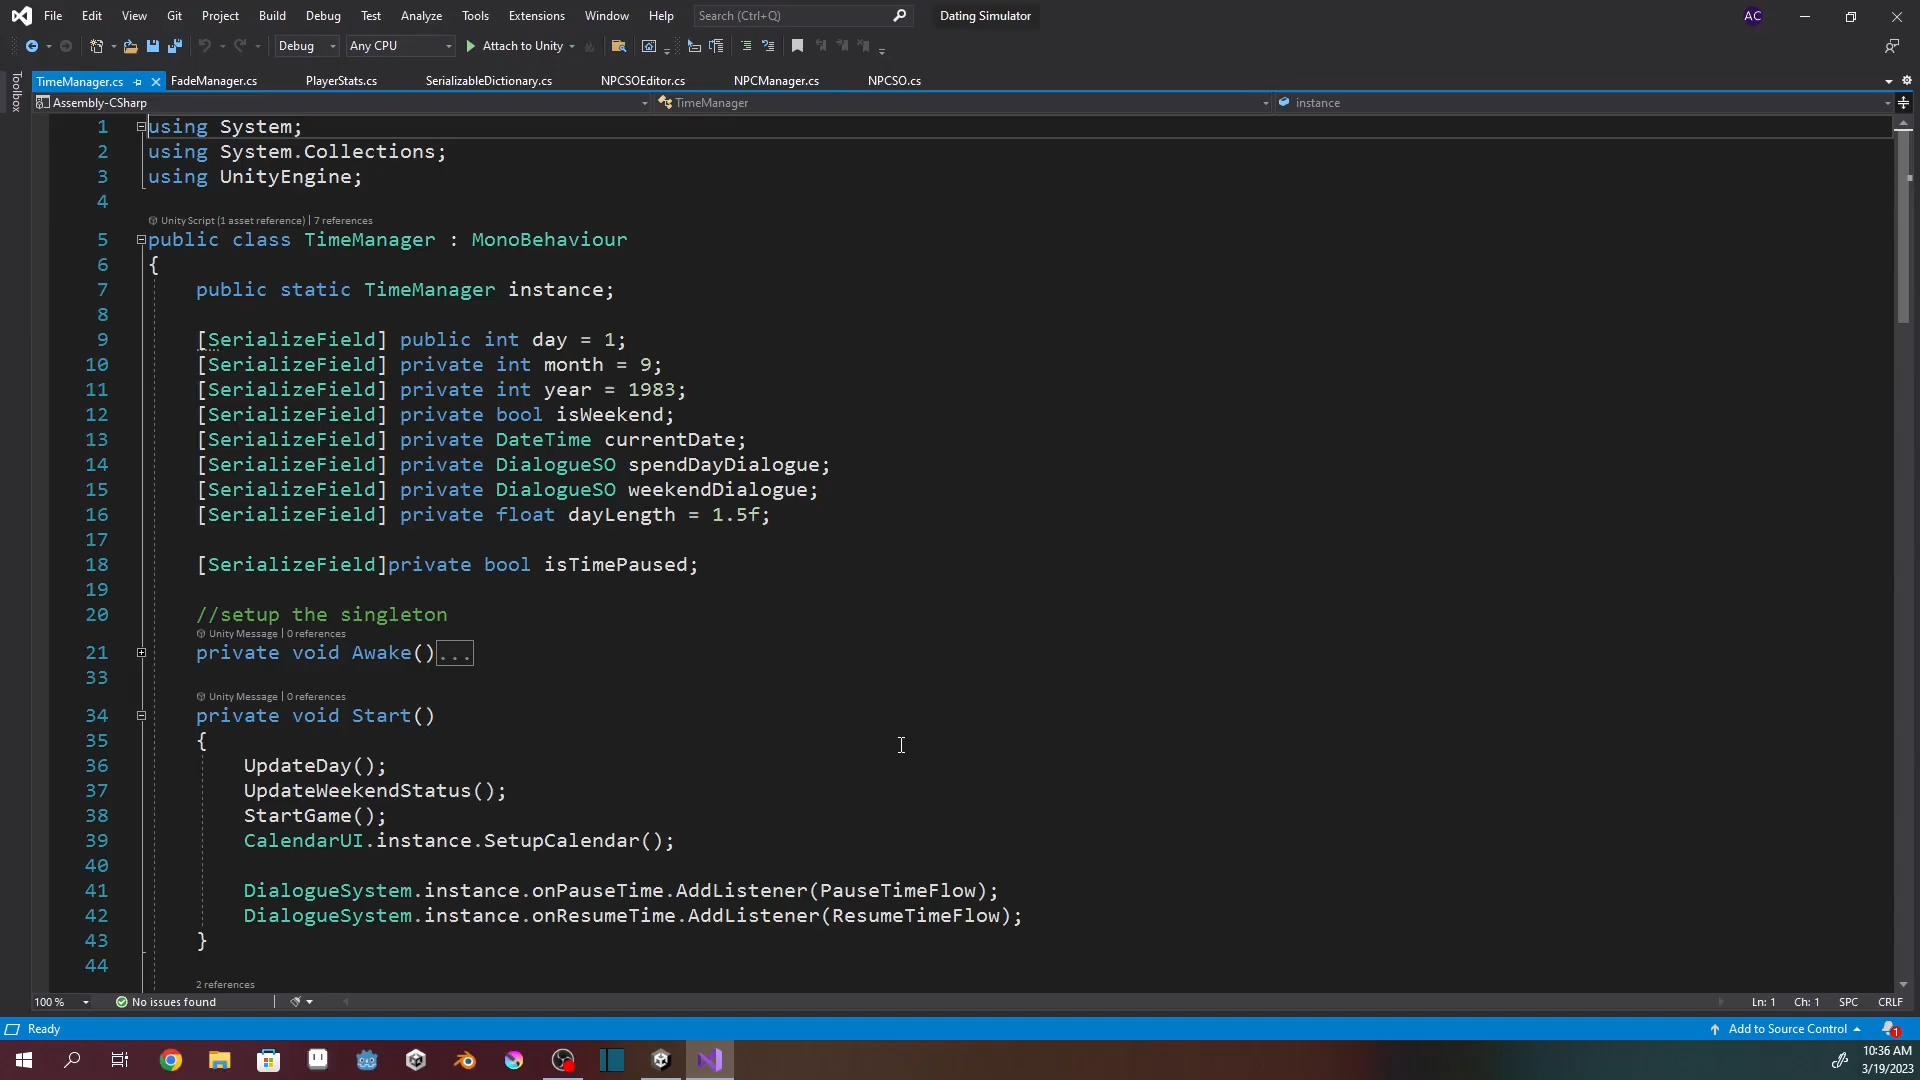 File Edit View Git Project Build Debug Test Analyze Tools Extensions Window Help Search (Ctrl+Q) Dating Simulator AC
Debug Any CPU Attach to Unity
TimeManager.cs FadeManager.cs PlayerStats.cs SerializableDictionary.cs NPCSOEditor.cs NPCManager.cs NPCSO.cs
Toolbox
Assembly-CSharp TimeManager instance
1 using System;
2 using System.Collections;
3 using UnityEngine;
4
Unity Script (1 asset reference) | 7 references
5 public class TimeManager : MonoBehaviour
6 {
7 public static TimeManager instance;
8
9 [SerializeField] public int day = 1;
10 [SerializeField] private int month = 9;
11 [SerializeField] private int year = 1983;
12 [SerializeField] private bool isWeekend;
13 [SerializeField] private DateTime currentDate;
14 [SerializeField] private DialogueSO spendDayDialogue;
15 [SerializeField] private DialogueSO weekendDialogue;
16 [SerializeField] private float dayLength = 1.5f;
17
18 [SerializeField]private bool isTimePaused;
19
20 //setup the singleton
Unity Message | 0 references
21 private void Awake()...
33
Unity Message | 0 references
34 private void Start()
35 {
36 UpdateDay();
37 UpdateWeekendStatus();
38 StartGame();
39 CalendarUI.instance.SetupCalendar();
40
41 DialogueSystem.instance.onPauseTime.AddListener(PauseTimeFlow);
42 DialogueSystem.instance.onResumeTime.AddListener(ResumeTimeFlow);
43 }
44
2 references
100 % No issues found Ln: 1 Ch: 1 SPC CRLF
Ready Add to Source Control 1
10:36 AM
3/19/2023